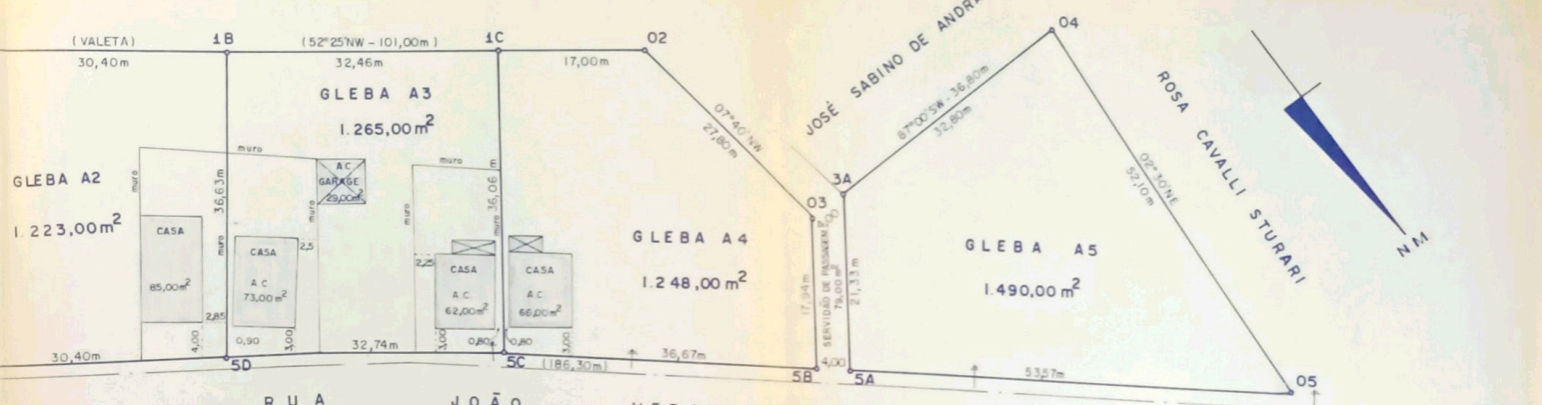 (VALETA)
30,40m
1B
(52°25'NW - 101,00m)
32,46m
1C
17,00m
02
07°40'NW
27,80m
JOSÉ SABINO DE
87°00'SW - 36,80m
32,80m
04
ROSA CAVALLI STURARI
02°30'NE
52,10m
NM
GLEBA A2
1.223,00m²
GLEBA A3
1.265,00m²
GLEBA A4
1.248,00m²
GLEBA A5
1.490,00m²
muro
muro
36,63m
muro
muro
A.C.
GARAGE
29,00m²
muro
muro
36,06
muro
muro
CASA
85,00m²
2,85
4,00
CASA
A.C.
73,00m²
2,5
0,90
3,00
2,25
CASA
A.C.
62,00m²
3,00
0,80
CASA
A.C.
66,00m²
0,80
3,00
03
3A
17,94m
SERVIDÃO DE PASSAGEM
79,00m²
21,33m
4,00
30,40m
5D
32,74m
5C
(186,30m)
36,67m
5B
5A
53,57m
05
RUA JOÃO